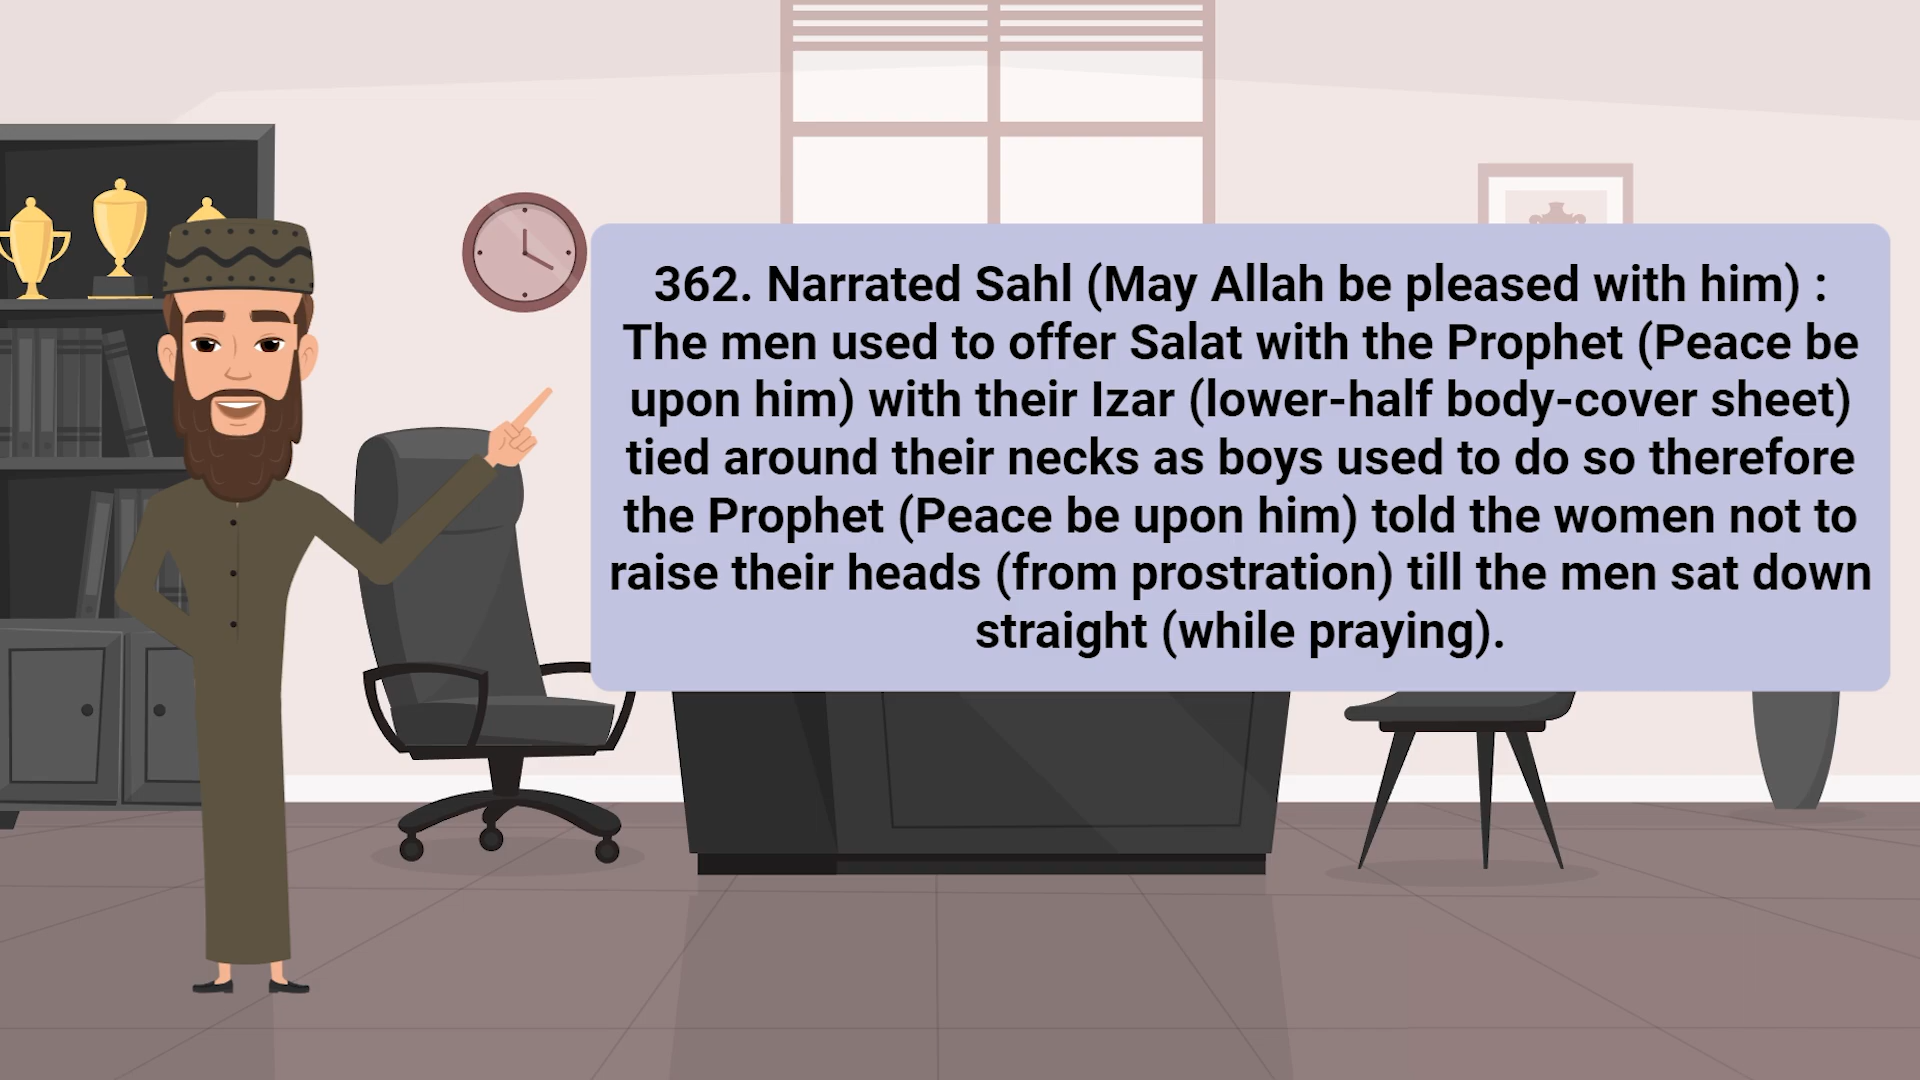 362. Narrated Sahl (May Allah be pleased with him) :
The men used to offer Salat with the Prophet (Peace be
upon him) with their Izar (lower-half body-cover sheet)
tied around their necks as boys used to do so therefore
the Prophet (Peace be upon him) told the women not to
raise their heads (from prostration) till the men sat down
straight (while praying).